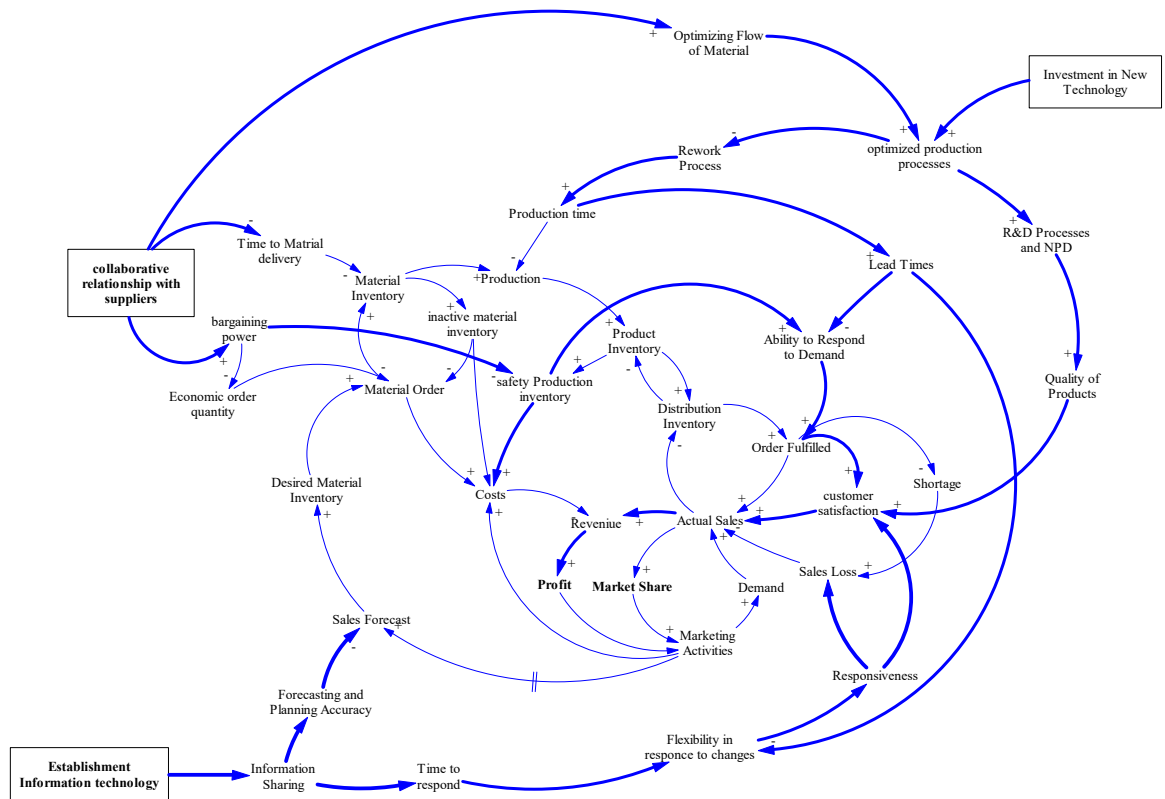 Optimizing Flow
of Material
Investment in New
Technology
optimized production
processes
Rework
Process
Production time
R&D Processes
and NPD
Time to Matrial
delivery
Lead Times
collaborative
relationship with
suppliers
Material
Inventory
Production
inactive material
inventory
bargaining
power
Product
Inventory
Ability to Respond
to Demand
Economic order
quantity
Material Order
safety Production
inventory
Quality of
Products
Distribution
Inventory
Order Fulfilled
Desired Material
Inventory
Costs
customer
satisfaction
Shortage
Reveniue
Actual Sales
Profit
Market Share
Demand
Sales Loss
Sales Forecast
Marketing
Activities
Responsiveness
Forecasting and
Planning Accuracy
Flexibility in
responce to changes
Establishment
Information technology
Information
Sharing
Time to
respond